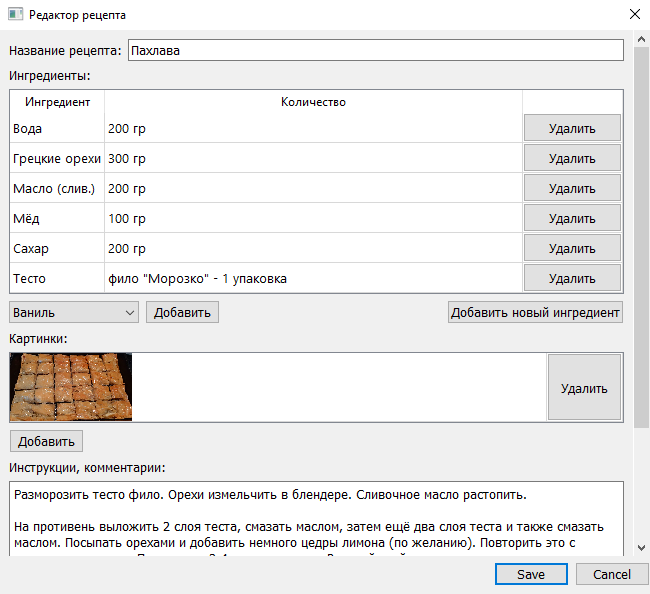 Редактор рецепта
Название рецепта: Пахлава
Ингредиенты:
Ингредиент Количество
Вода 200 гр Удалить
Грецкие орехи 300 гр Удалить
Масло (слив.) 200 гр Удалить
Мёд 100 гр Удалить
Сахар 200 гр Удалить
Тесто фило "Морозко" - 1 упаковка Удалить
Ваниль Добавить Добавить новый ингредиент
Картинки:
Удалить
Добавить
Инструкции, комментарии:
Разморозить тесто фило. Орехи измельчить в блендере. Сливочное масло растопить.
На противень выложить 2 слоя теста, смазать маслом, затем ещё два слоя теста и также смазать
маслом. Посыпать орехами и добавить немного цедры лимона (по желанию). Повторить это с
Save Cancel